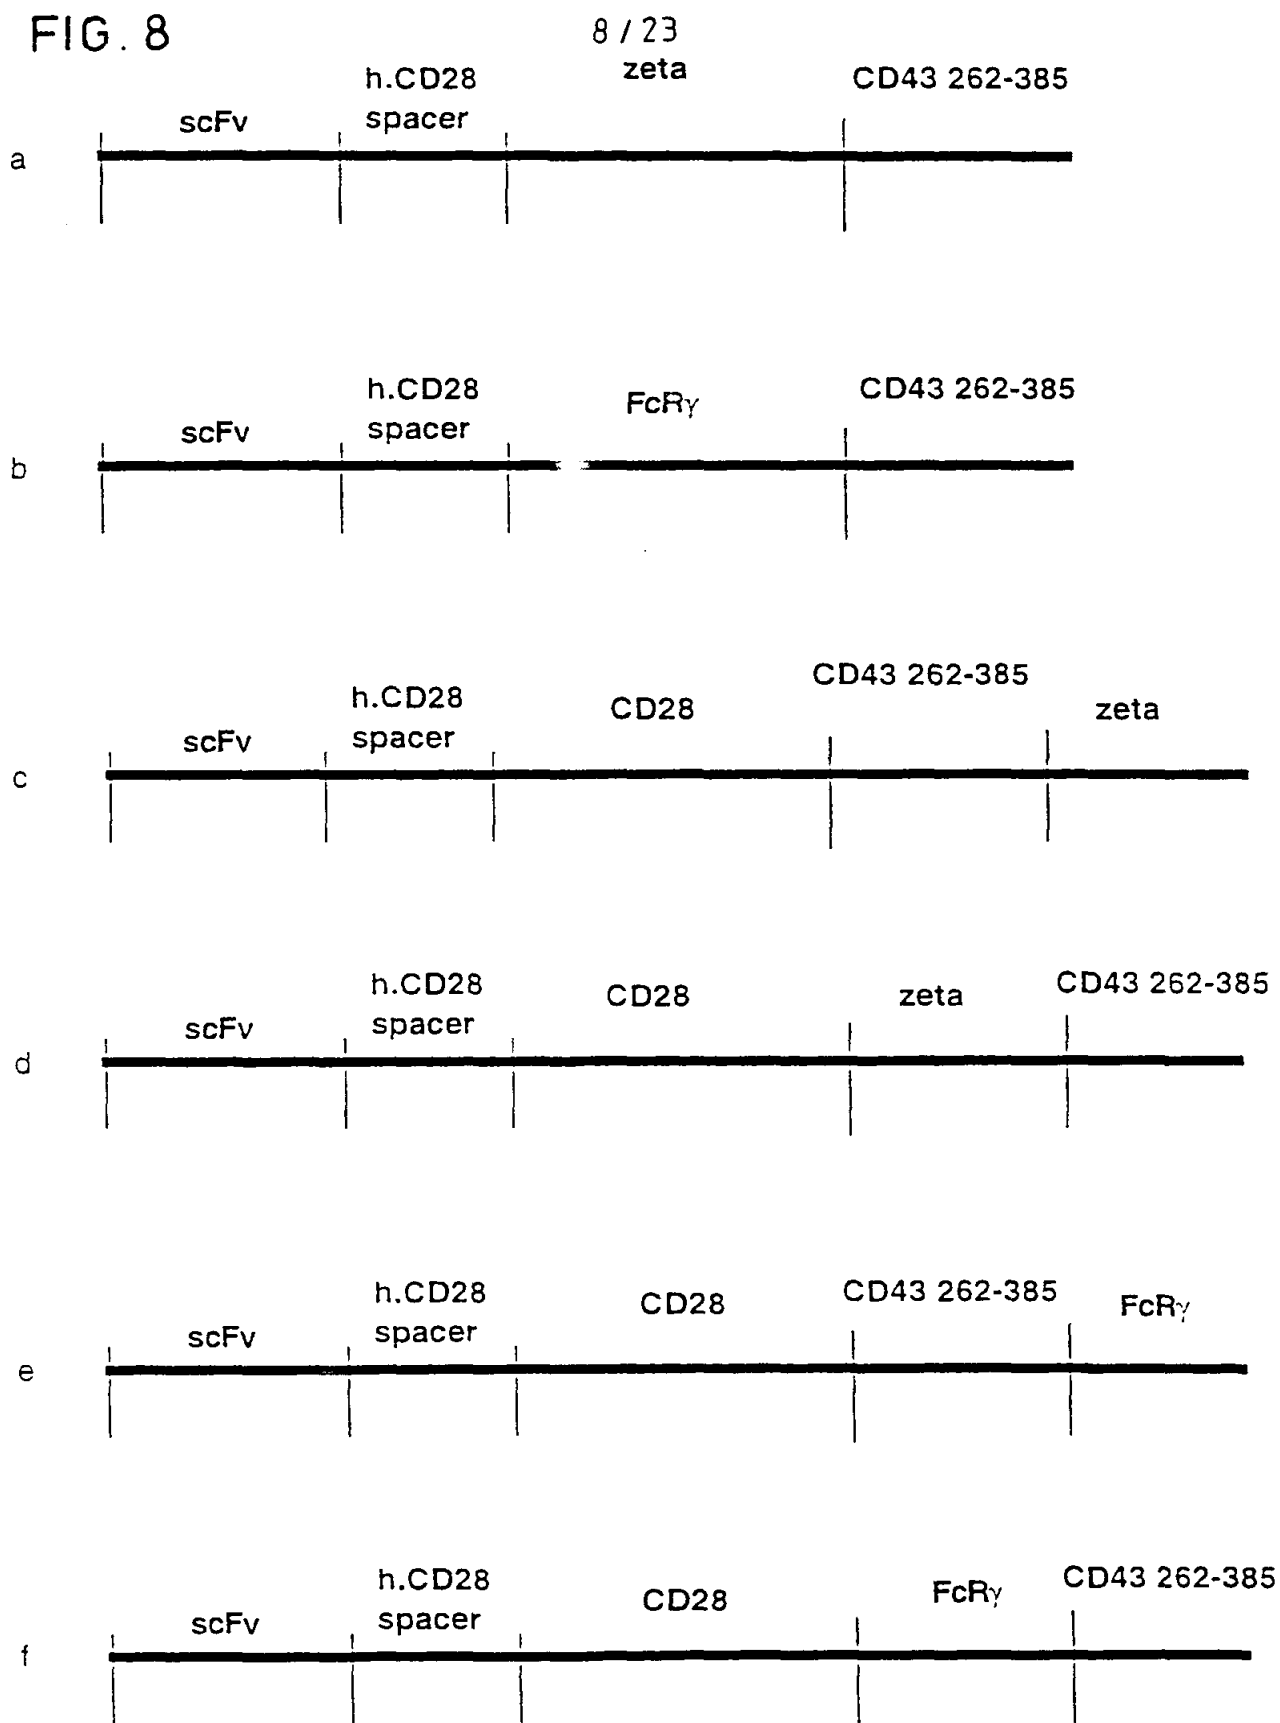 FIG. 8
8 / 23
scFv
h.CD28
spacer
zeta
CD43 262-385
a
scFv
h.CD28
spacer
FcRγ
CD43 262-385
b
scFv
h.CD28
spacer
CD28
CD43 262-385
zeta
c
scFv
h.CD28
spacer
CD28
zeta
CD43 262-385
d
scFv
h.CD28
spacer
CD28
CD43 262-385
FcRγ
e
scFv
h.CD28
spacer
CD28
FcRγ
CD43 262-385
f